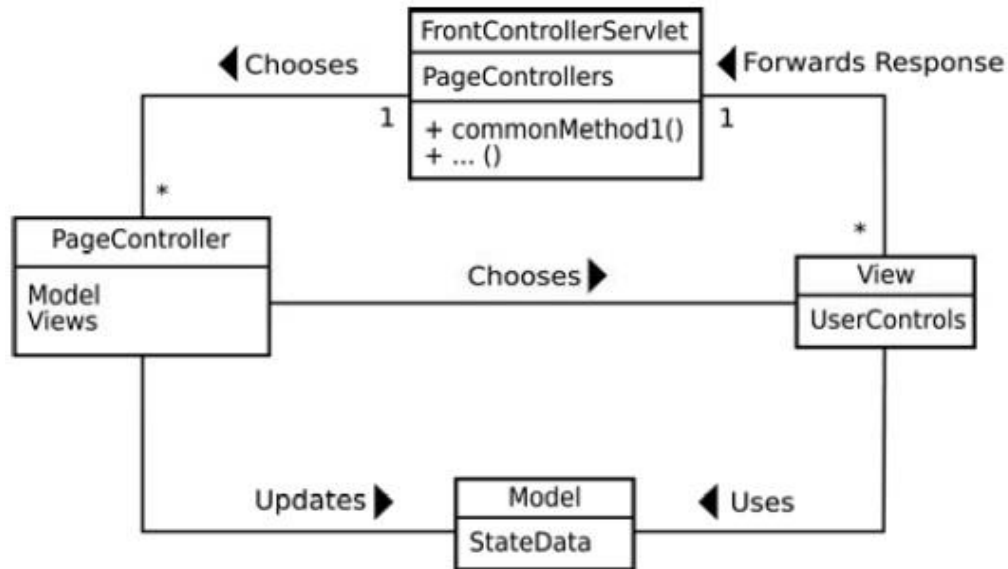 FrontControllerServlet
PageControllers
+ commonMethod1()
+ ... ()
Chooses
Forwards Response
1
1
*
*
PageController
Model
Views
Chooses
View
UserControls
Updates
Model
StateData
Uses